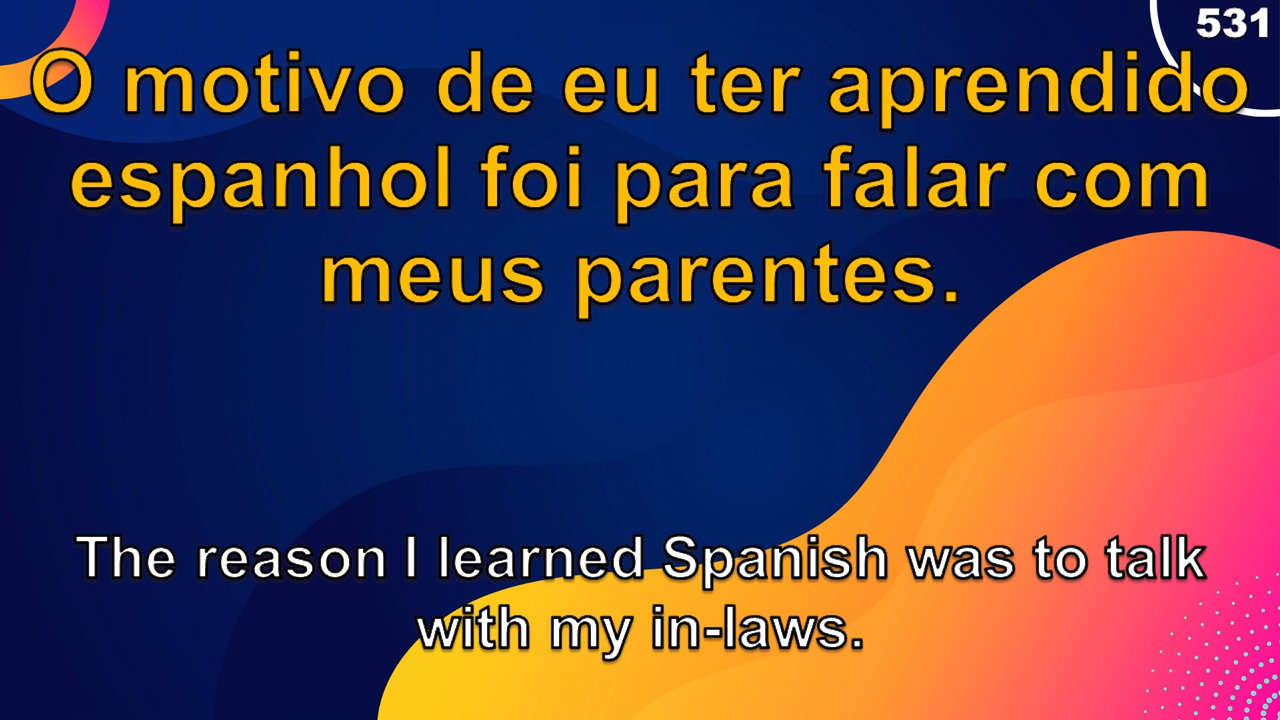 531
O motivo de eu ter aprendido
espanhol foi para falar com
meus parentes.
The reason I learned Spanish was to talk
with my in-laws.